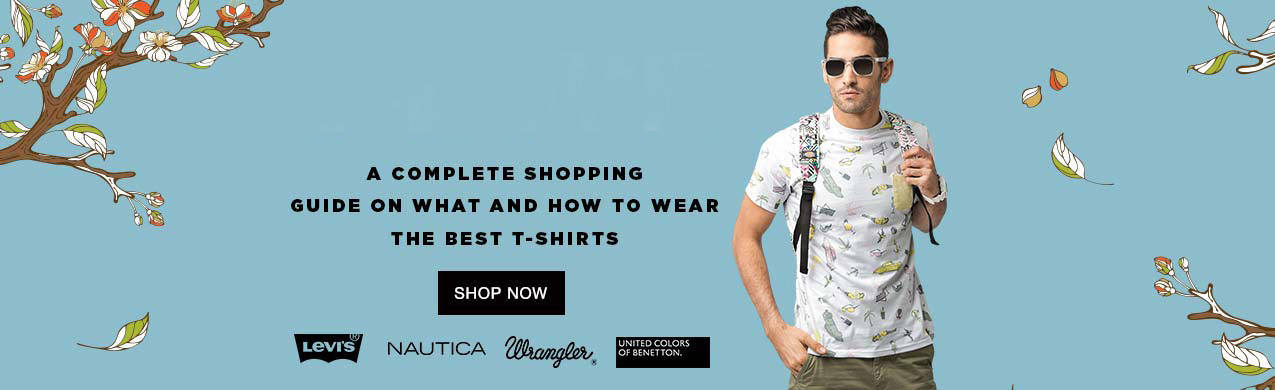 A COMPLETE SHOPPING
GUIDE ON WHAT AND HOW TO WEAR
THE BEST T-SHIRTS
SHOP NOW
LEVI'S®
NAUTICA
Wrangler®
UNITED COLORS
OF BENETTON.